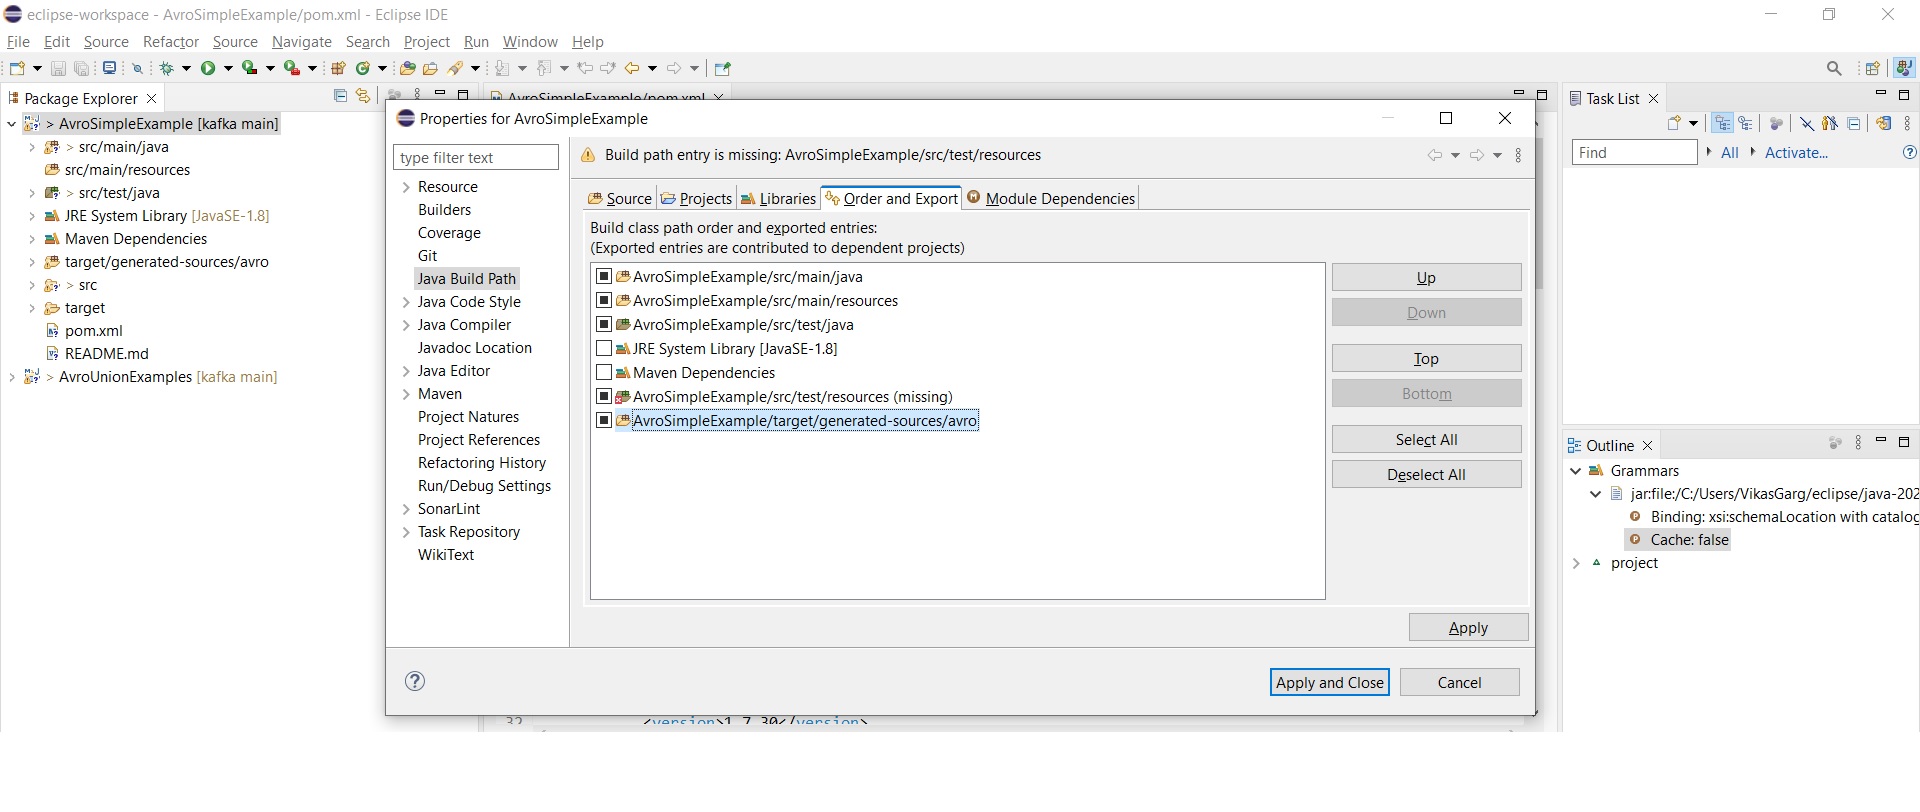 eclipse-workspace - AvroSimpleExample/pom.xml - Eclipse IDE
File Edit Source Refactor Source Navigate Search Project Run Window Help
Package Explorer
> AvroSimpleExample [kafka main]
> src/main/java
src/main/resources
> src/test/java
JRE System Library [JavaSE-1.8]
Maven Dependencies
target/generated-sources/avro
> src
target
pom.xml
README.md
> AvroUnionExamples [kafka main]
AvroSimpleExample/pom.xml
Properties for AvroSimpleExample
type filter text
Resource
Builders
Coverage
Git
Java Build Path
Java Code Style
Java Compiler
Javadoc Location
Java Editor
Maven
Project Natures
Project References
Refactoring History
Run/Debug Settings
SonarLint
Task Repository
WikiText
Build path entry is missing: AvroSimpleExample/src/test/resources
Source Projects Libraries Order and Export Module Dependencies
Build class path order and exported entries:
(Exported entries are contributed to dependent projects)
AvroSimpleExample/src/main/java
AvroSimpleExample/src/main/resources
AvroSimpleExample/src/test/java
JRE System Library [JavaSE-1.8]
Maven Dependencies
AvroSimpleExample/src/test/resources (missing)
AvroSimpleExample/target/generated-sources/avro
Up
Down
Top
Bottom
Select All
Deselect All
Apply
Apply and Close
Cancel
32 <version>1.7.30</version>
Task List
Find
All
Activate...
Outline
Grammars
jar:file:/C:/Users/VikasGarg/eclipse/java-202
Binding: xsi:schemaLocation with catalog
Cache: false
project